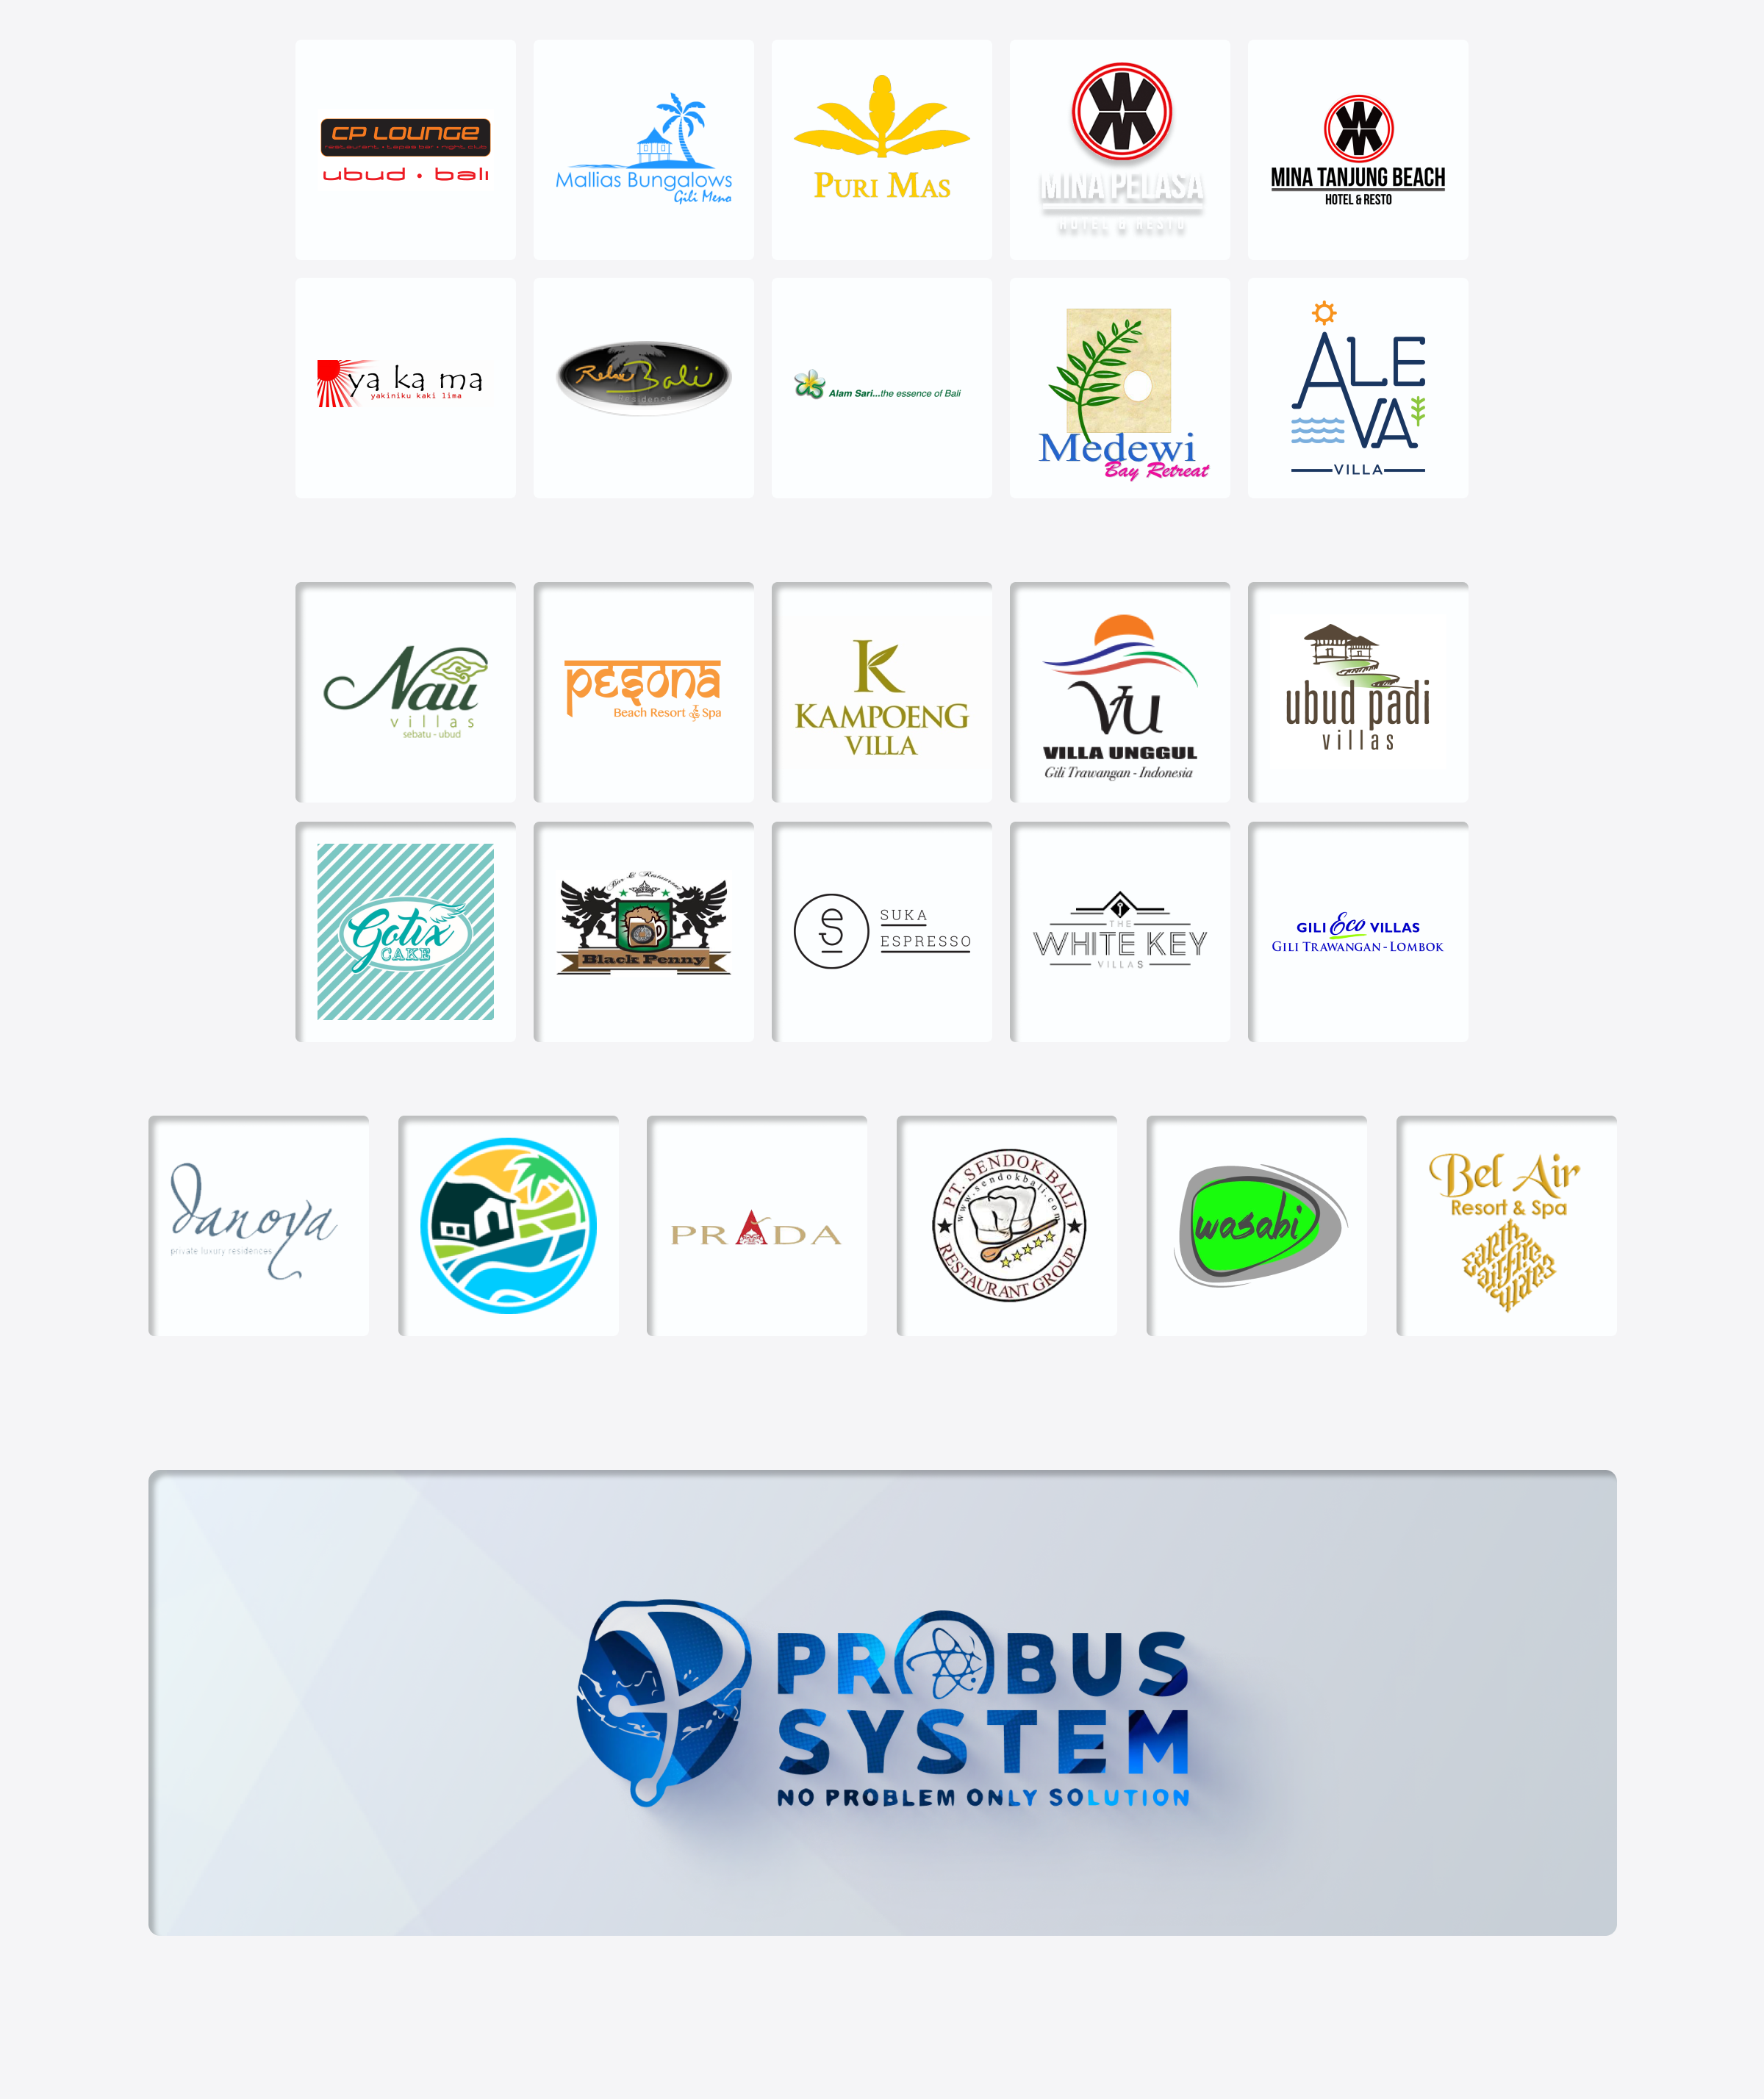 CP LOUNGE
restaurant • tapas bar • night club
ubud • bali
Mallias Bungalows
Gili Meno
PURI MAS
MINA PELASA
HOTEL & RESTO
MINA TANJUNG BEACH
HOTEL & RESTO
ya ka ma
yakiniku kaki lima
Relax Bali
residence
Alam Sari...the essence of Bali
Medewi
Bay Retreat
ALE
VA
VILLA
Nau
villas
sebatu - ubud
pesona
Beach Resort & Spa
K
KAMPOENG
VILLA
VU
VILLA UNGGUL
Gili Trawangan - Indonesia
ubud padi
villas
Gotix
CAKE
Bar & Restaurant
Black Penny
SUKA
ESPRESSO
THE
WHITE KEY
VILLAS
GILI Eco VILLAS
GILI TRAWANGAN - LOMBOK
danoya
private luxury residences
PRADA
PT. SENDOK BALI
www.sendokbali.com
RESTAURANT GROUP
wasabi
Bel Air
Resort & Spa
earth
air fire
water
PROBUS
SYSTEM
NO PROBLEM ONLY SOLUTION